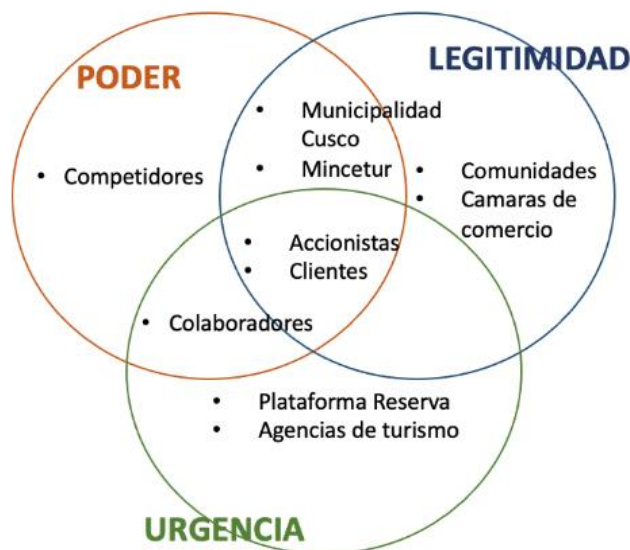 PODER
LEGITIMIDAD
• Municipalidad
Cusco
• Mincetur
• Competidores
• Comunidades
• Camaras de
comercio
• Accionistas
• Clientes
• Colaboradores
• Plataforma Reserva
• Agencias de turismo
URGENCIA